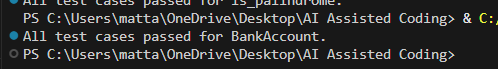 All test cases passed for is_palindrome.
PS C:\Users\matta\OneDrive\Desktop\AI Assisted Coding> & C:/
All test cases passed for BankAccount.
PS C:\Users\matta\OneDrive\Desktop\AI Assisted Coding>